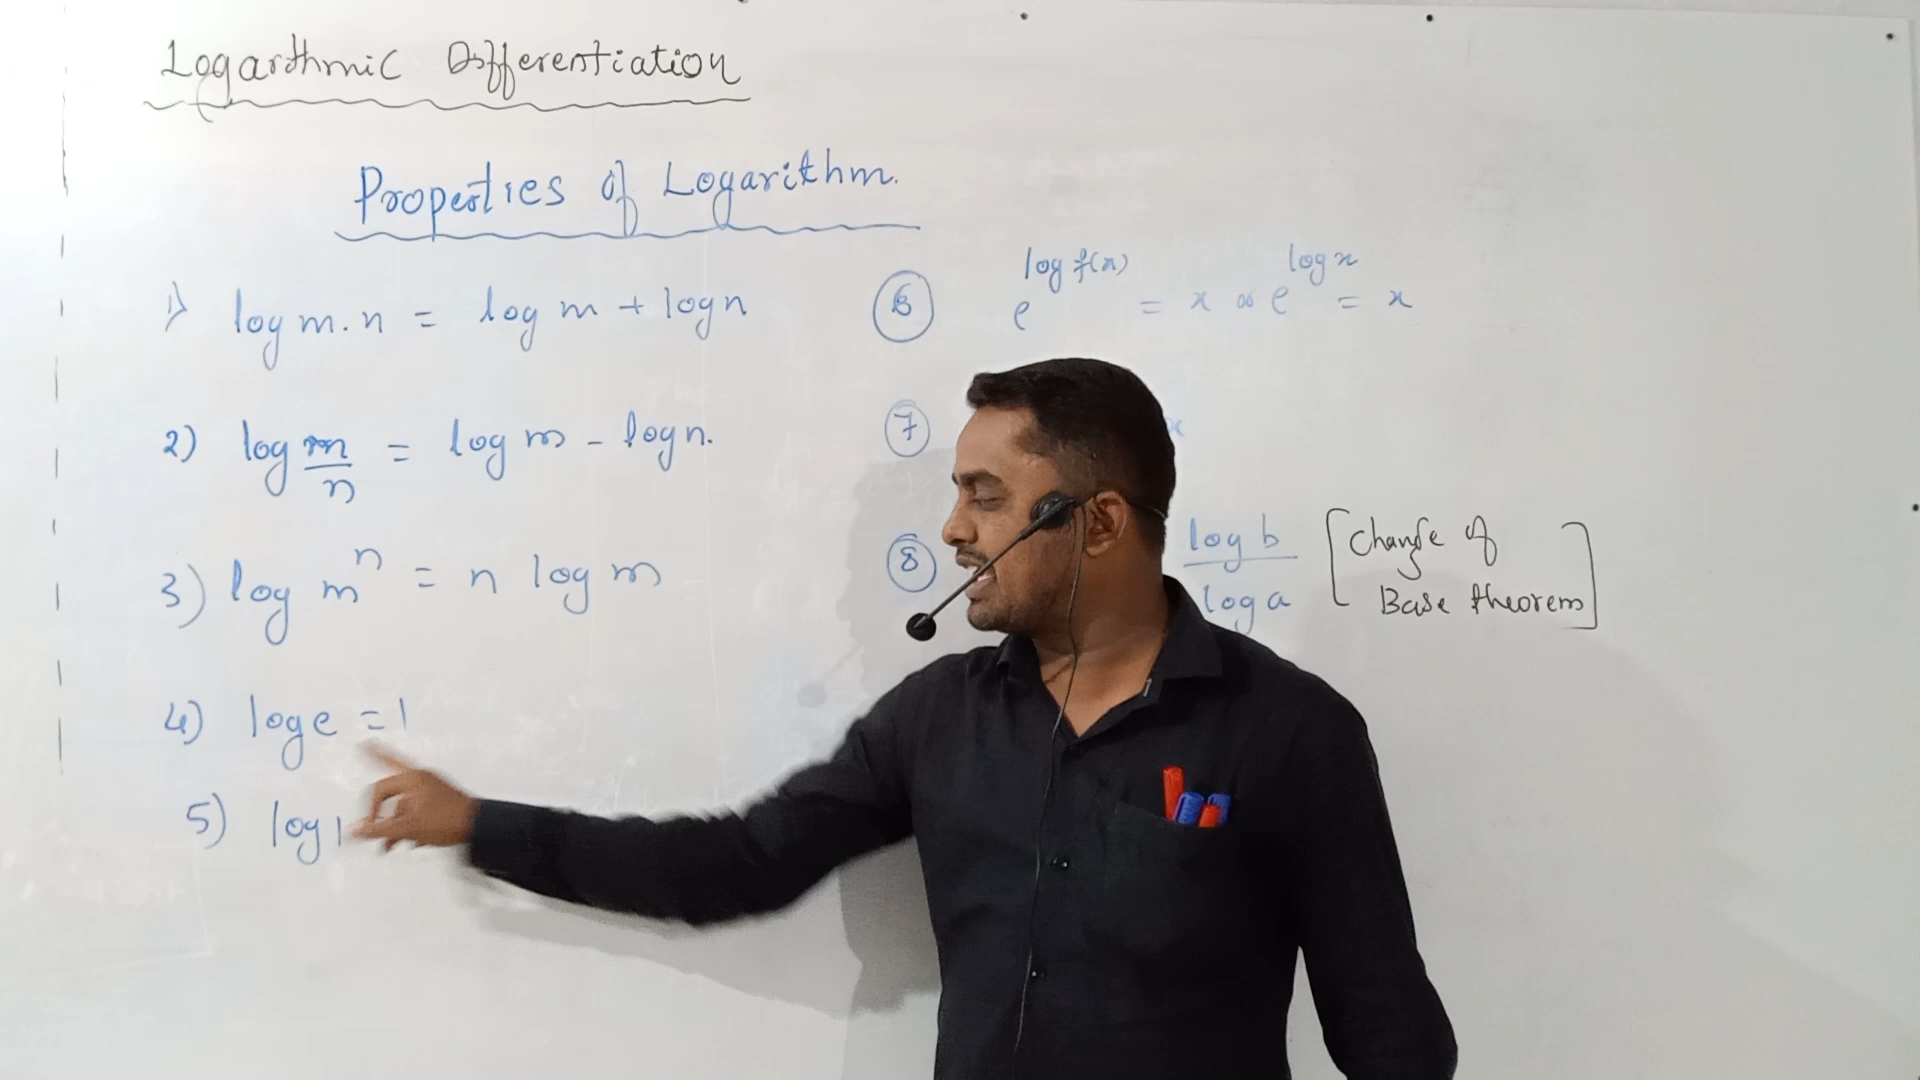 Logarithmic Differentiation
Properties of Logarithm.
1) log m.n = log m + log n
2) log m/n = log m - log n.
3) log m^n = n log m
4) log e = 1
5) log 1
6 e^log f(x) = x or e^log x = x
7 x
8 log b / log a [Change of
Base theorem]